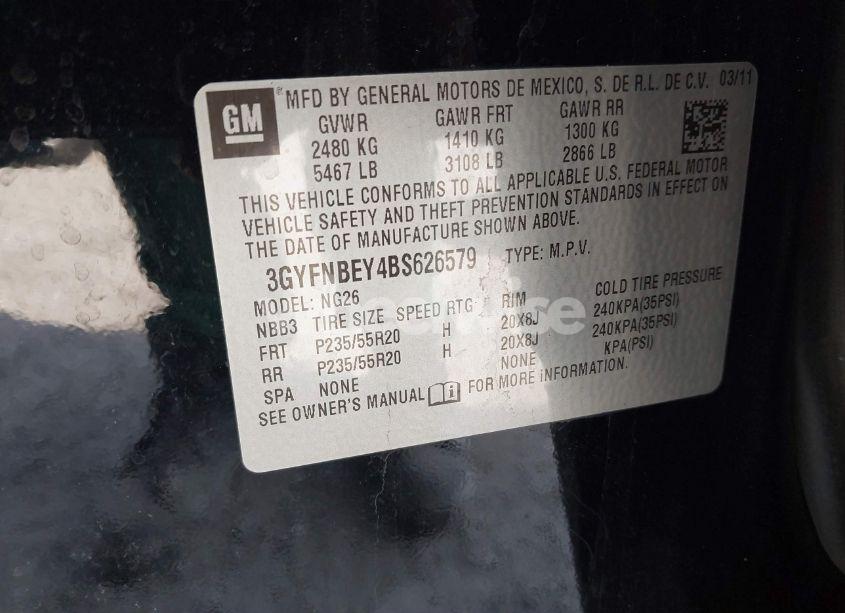 GM
® MFD BY GENERAL MOTORS DE MEXICO, S. DE R.L. DE C.V. 03/11
GVWR GAWR FRT GAWR RR
2480 KG 1410 KG 1300 KG
5467 LB 3108 LB 2866 LB
THIS VEHICLE CONFORMS TO ALL APPLICABLE U.S. FEDERAL MOTOR
VEHICLE SAFETY AND THEFT PREVENTION STANDARDS IN EFFECT ON
THE DATE OF MANUFACTURE SHOWN ABOVE.
3GYFNBEY4BS626579 TYPE: M.P.V.
MODEL: NG26
NBB3 TIRE SIZE SPEED RTG RIM COLD TIRE PRESSURE
FRT P235/55R20 H 20X8J 240KPA(35PSI)
RR P235/55R20 H 20X8J 240KPA(35PSI)
SPA NONE NONE KPA(PSI)
SEE OWNER'S MANUAL FOR MORE INFORMATION.